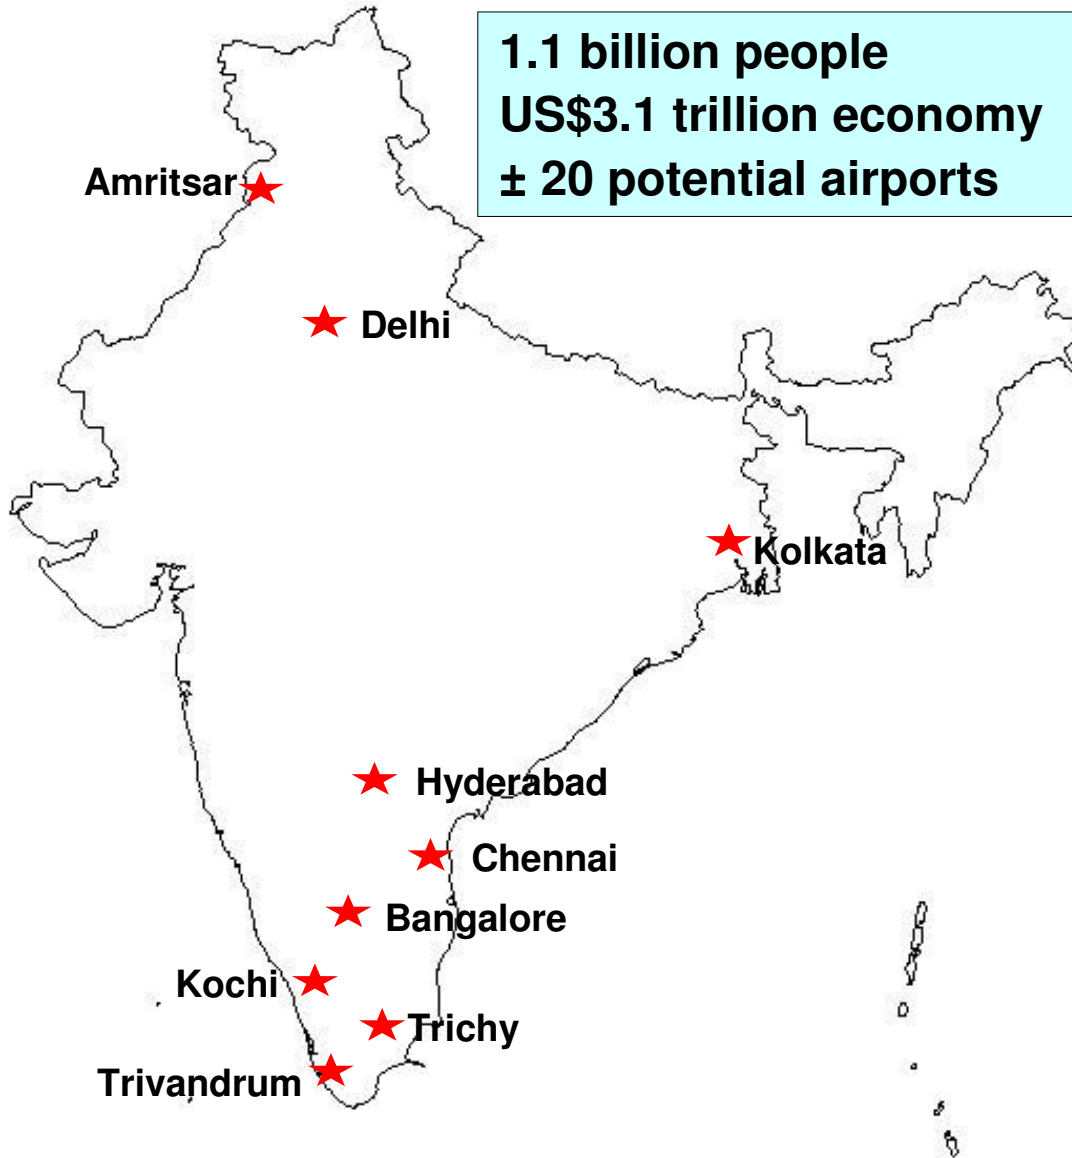 1.1 billion people
US$3.1 trillion economy
± 20 potential airports
Amritsar
Delhi
Kolkata
Hyderabad
Chennai
Bangalore
Kochi
Trichy
Trivandrum